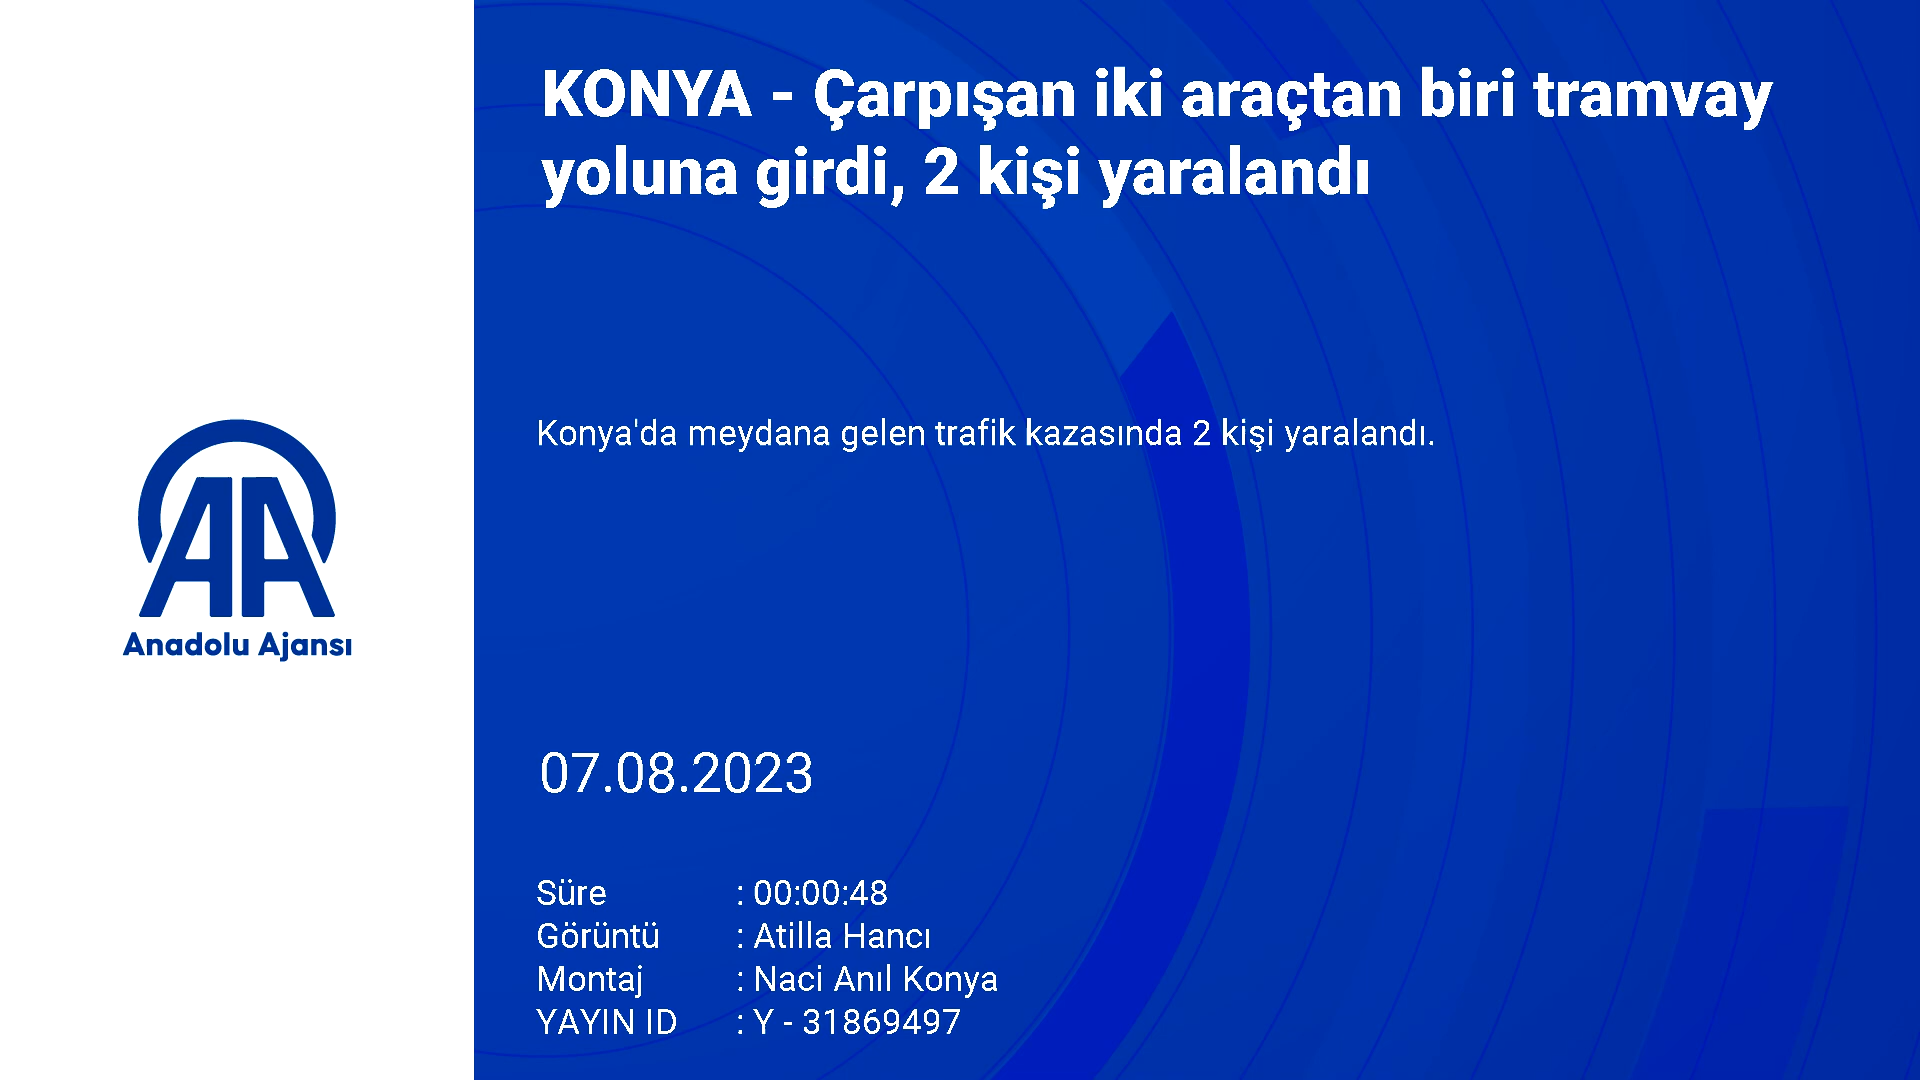 KONYA - Çarpışan iki araçtan biri tramvay
yoluna girdi, 2 kişi yaralandı
Konya'da meydana gelen trafik kazasında 2 kişi yaralandı.
AA
Anadolu Ajansı
07.08.2023
Süre : 00:00:48
Görüntü : Atilla Hancı
Montaj : Naci Anıl Konya
YAYIN ID : Y - 31869497